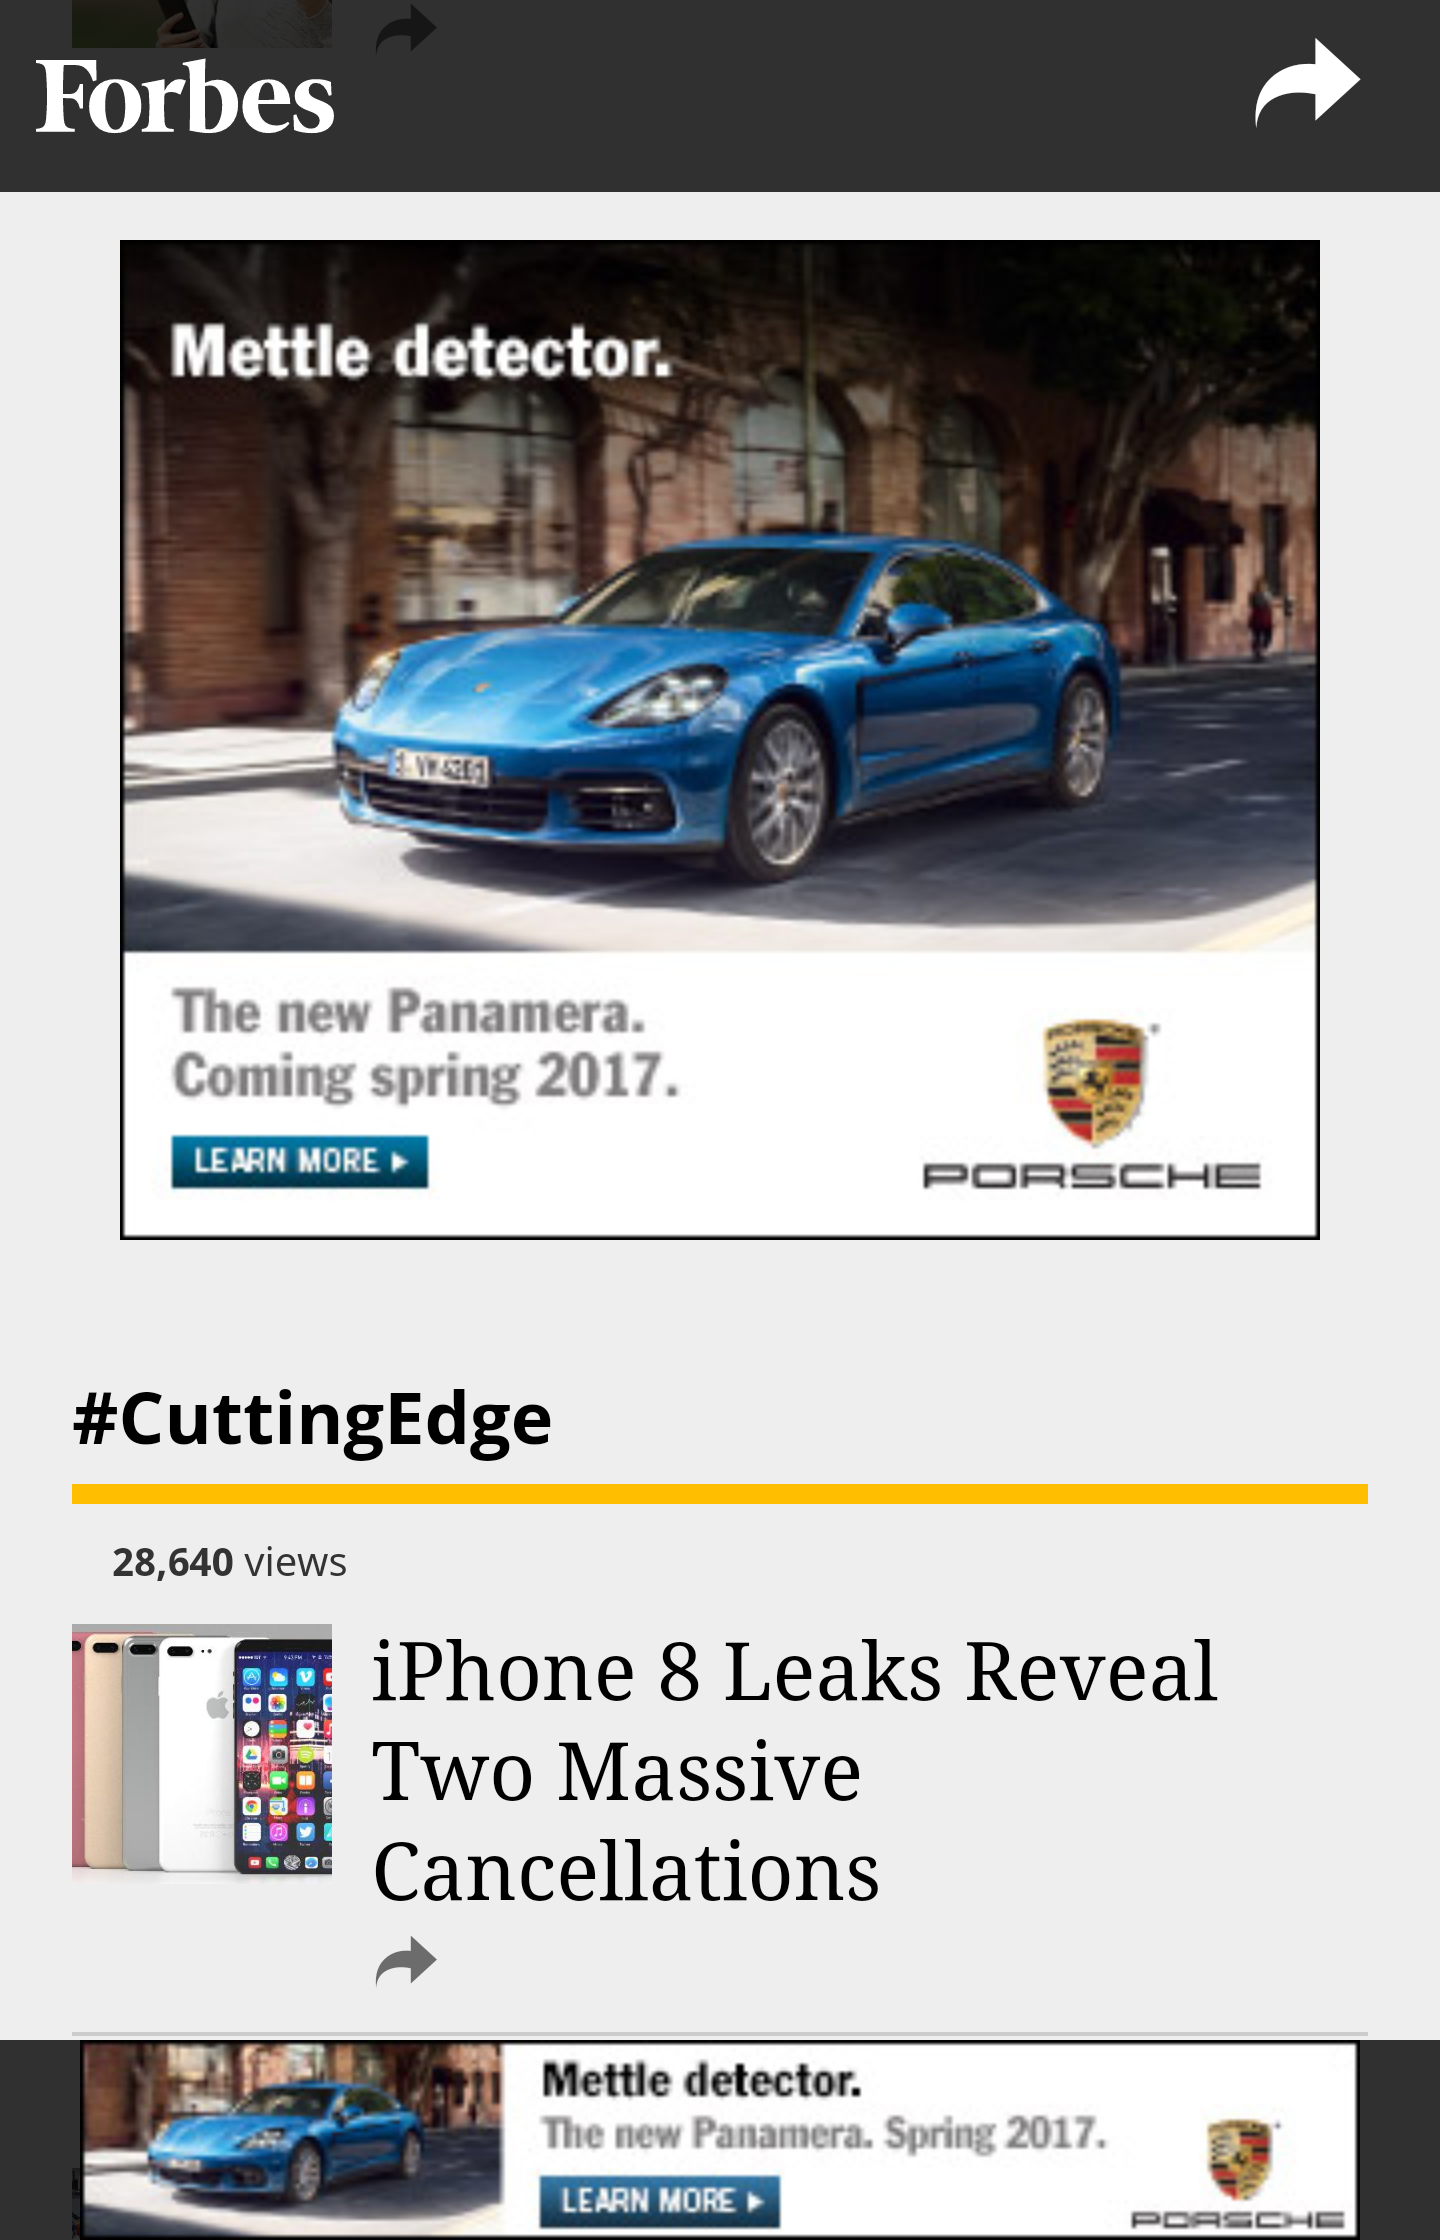 Forbes
Mettle detector.
The new Panamera.
Coming spring 2017.
LEARN MORE
PORSCHE
#CuttingEdge
28,640 views
iPhone 8 Leaks Reveal
Two Massive
Cancellations
Mettle detector.
The new Panamera. Spring 2017.
LEARN MORE
PORSCHE